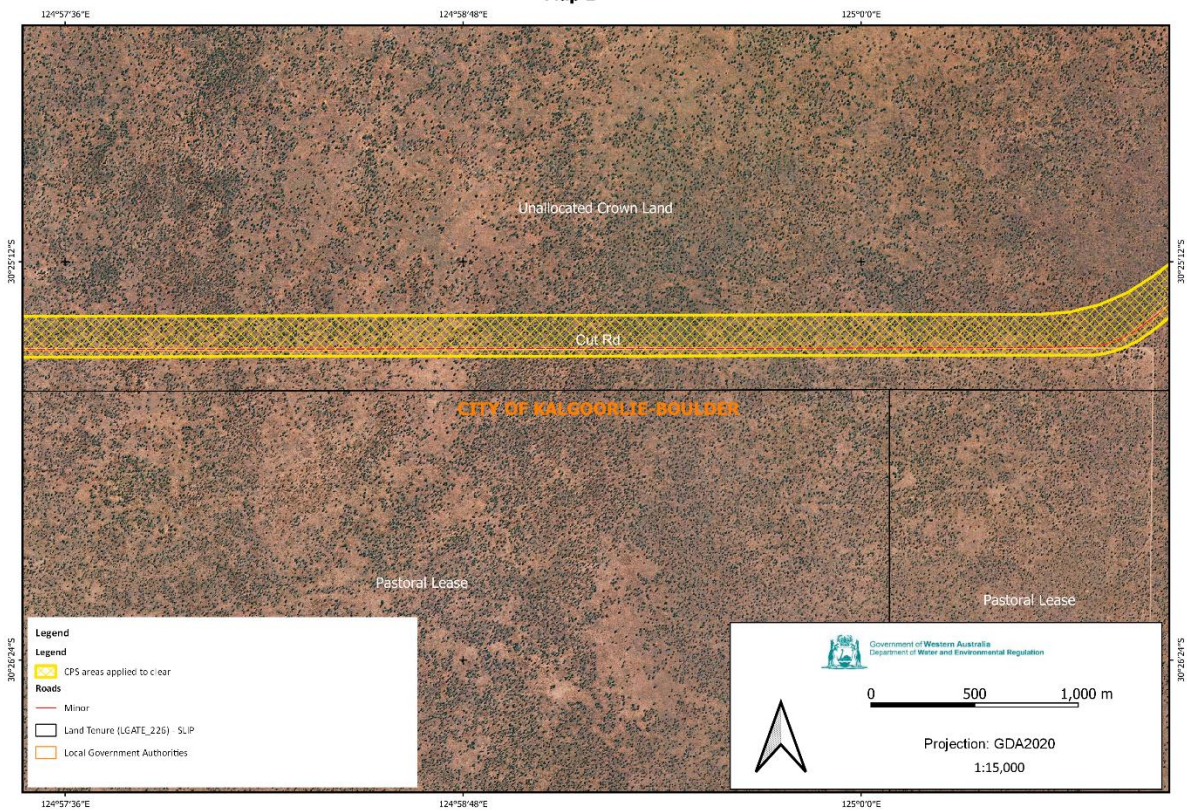 124°57'36"E
124°58'48"E
125°0'0"E
Unallocated Crown Land
30°25'12"S
30°25'12"S
Cut Rd
CITY OF KALGOORLIE-BOULDER
Pastoral Lease
Pastoral Lease
30°26'24"S
30°26'24"S
Legend
Legend
CPS areas applied to clear
Roads
Minor
Land Tenure (LGATE_226) - SLIP
Local Government Authorities
Government of Western Australia
Department of Water and Environmental Regulation
0 500 1,000 m
Projection: GDA2020
1:15,000
124°57'36"E
124°58'48"E
125°0'0"E